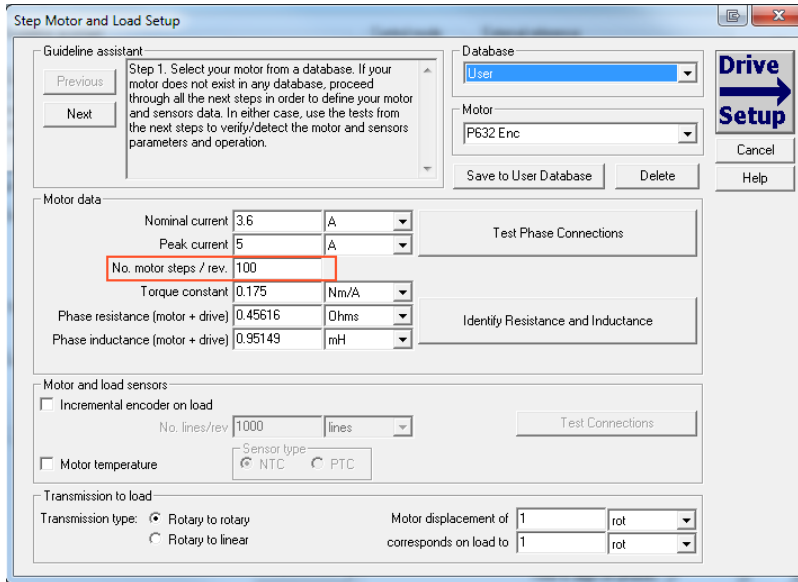 Step Motor and Load Setup
Guideline assistant
Previous
Next
Step 1. Select your motor from a database. If your
motor does not exist in any database, proceed
through all the next steps in order to define your motor
and sensors data. In either case, use the tests from
the next steps to verify/detect the motor and sensors
parameters and operation.
Database
User
Motor
P632 Enc
Save to User Database
Delete
Drive
Setup
Cancel
Help
Motor data
Nominal current 3.6 A
Peak current 5 A
No. motor steps / rev. 100
Torque constant 0.175 Nm/A
Phase resistance (motor + drive) 0.45616 Ohms
Phase inductance (motor + drive) 0.95149 mH
Test Phase Connections
Identify Resistance and Inductance
Motor and load sensors
Incremental encoder on load
No. lines/rev 1000 lines
Test Connections
Motor temperature
Sensor type
NTC PTC
Transmission to load
Transmission type: Rotary to rotary
Rotary to linear
Motor displacement of 1 rot
corresponds on load to 1 rot